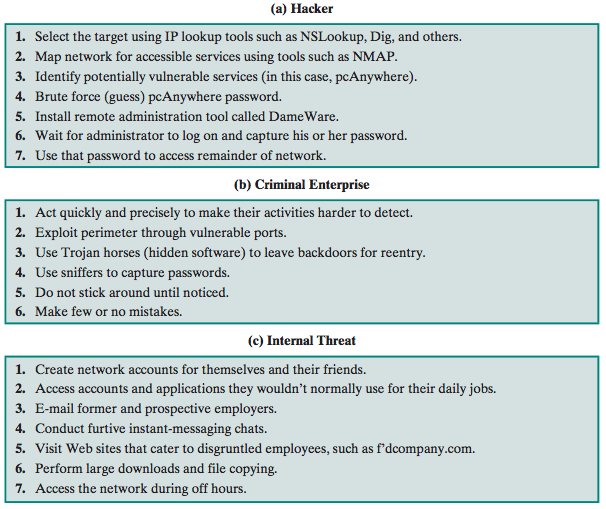 (a) Hacker
1. Select the target using IP lookup tools such as NSLookup, Dig, and others.
2. Map network for accessible services using tools such as NMAP.
3. Identify potentially vulnerable services (in this case, pcAnywhere).
4. Brute force (guess) pcAnywhere password.
5. Install remote administration tool called DameWare.
6. Wait for administrator to log on and capture his or her password.
7. Use that password to access remainder of network.
(b) Criminal Enterprise
1. Act quickly and precisely to make their activities harder to detect.
2. Exploit perimeter through vulnerable ports.
3. Use Trojan horses (hidden software) to leave backdoors for reentry.
4. Use sniffers to capture passwords.
5. Do not stick around until noticed.
6. Make few or no mistakes.
(c) Internal Threat
1. Create network accounts for themselves and their friends.
2. Access accounts and applications they wouldn't normally use for their daily jobs.
3. E-mail former and prospective employers.
4. Conduct furtive instant-messaging chats.
5. Visit Web sites that cater to disgruntled employees, such as f'dcompany.com.
6. Perform large downloads and file copying.
7. Access the network during off hours.